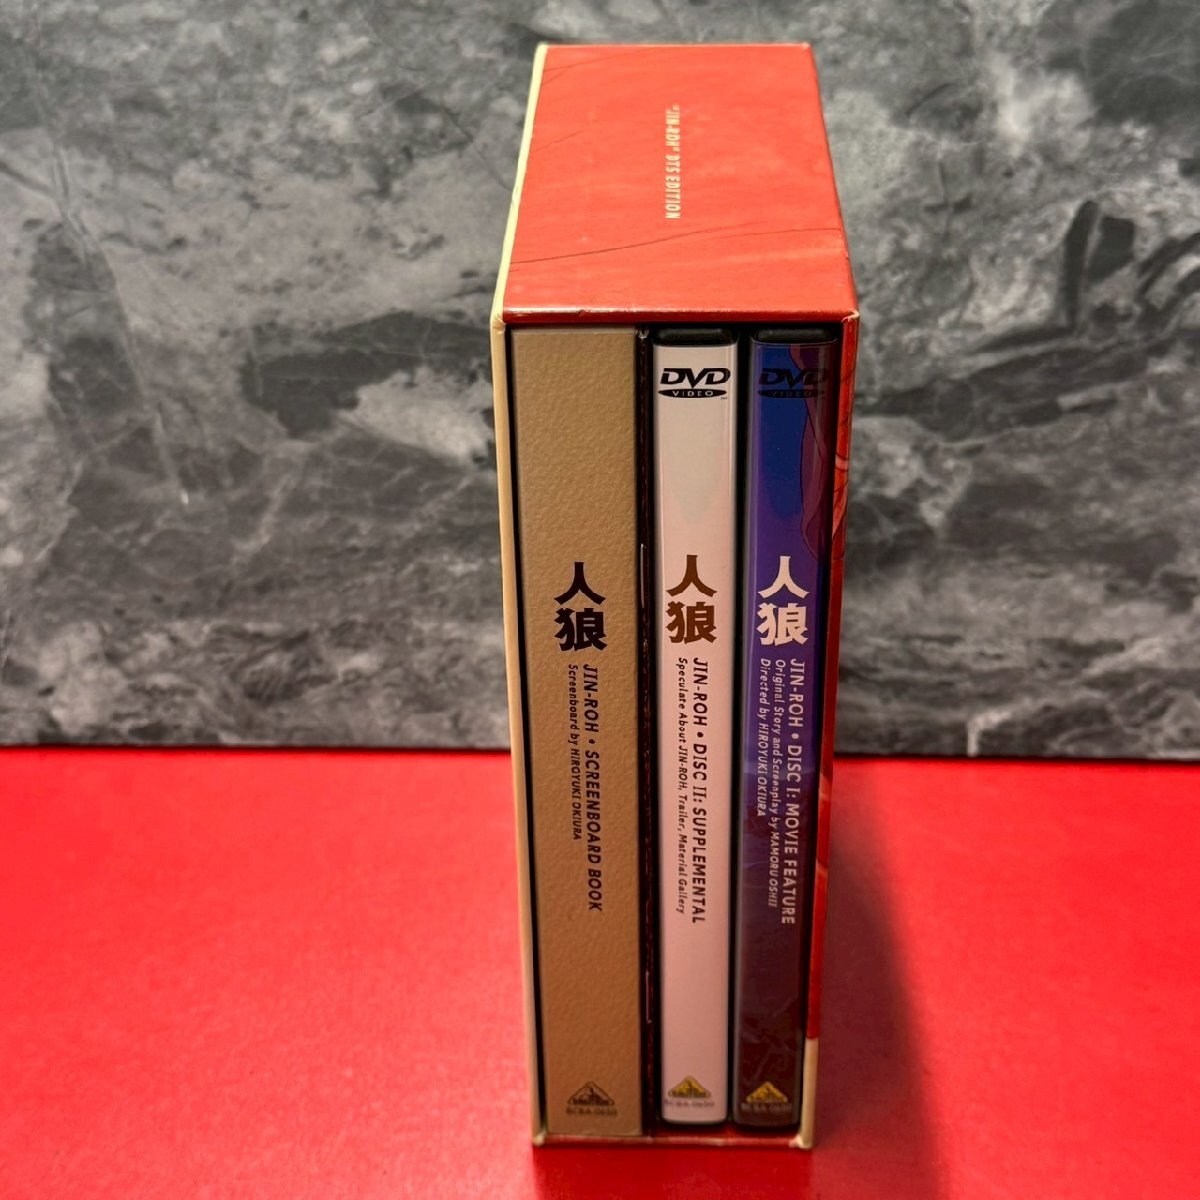 "JIN-ROH" DTS EDITION
人狼
JIN-ROH • SCREENBOARD BOOK
Screenboard by HIROYUKI OKIURA
DVD
VIDEO
人狼
JIN-ROH • DISC II: SUPPLEMENTAL
Speculate About JIN-ROH, Trailer, Material Gallery
DVD
VIDEO
人狼
JIN-ROH • DISC I: MOVIE FEATURE
Original Story and Screenplay by MAMORU OSHII
Directed by HIROYUKI OKIURA